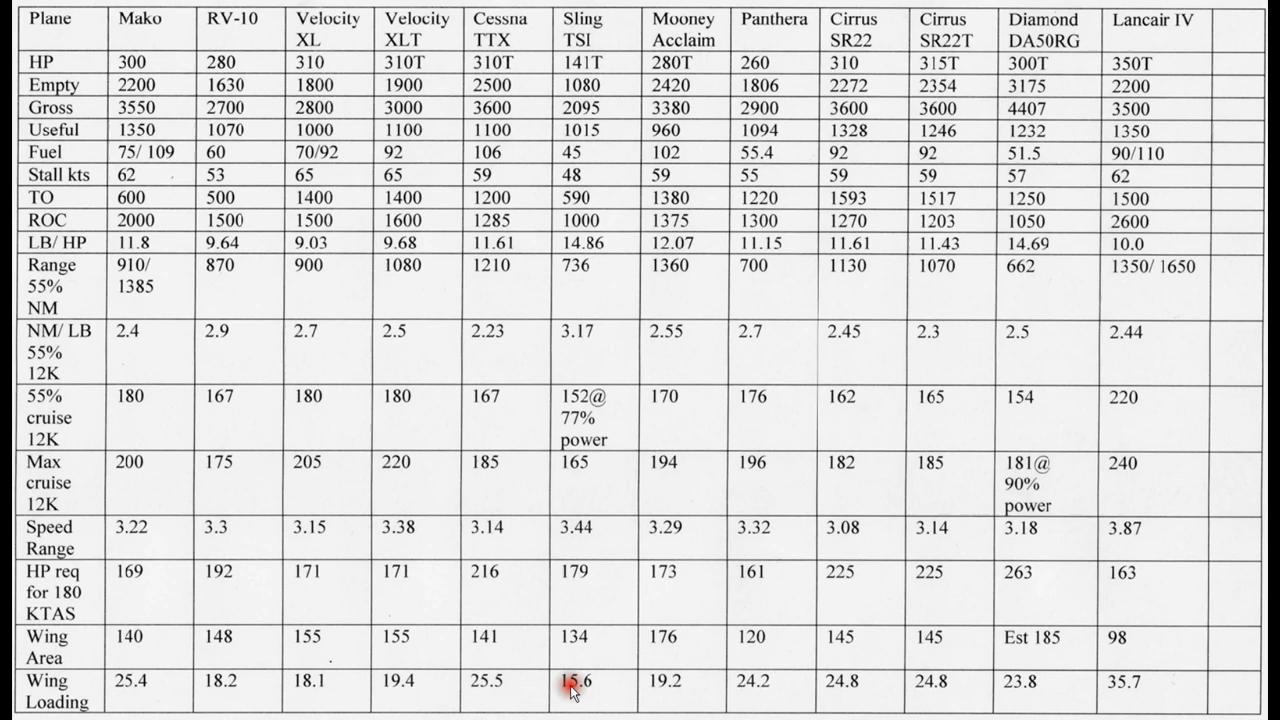 Plane Mako RV-10 Velocity Velocity Cessna Sling Mooney Panthera Cirrus Cirrus Diamond Lancair IV
XL XLT TTX TSI Acclaim SR22 SR22T DA50RG
HP 300 280 310 310T 310T 141T 280T 260 310 315T 300T 350T
Empty 2200 1630 1800 1900 2500 1080 2420 1806 2272 2354 3175 2200
Gross 3550 2700 2800 3000 3600 2095 3380 2900 3600 3600 4407 3500
Useful 1350 1070 1000 1100 1100 1015 960 1094 1328 1246 1232 1350
Fuel 75/ 109 60 70/92 92 106 45 102 55.4 92 92 51.5 90/110
Stall kts 62 53 65 65 59 48 59 55 59 59 57 62
TO 600 500 1400 1400 1200 590 1380 1220 1593 1517 1250 1500
ROC 2000 1500 1500 1600 1285 1000 1375 1300 1270 1203 1050 2600
LB/ HP 11.8 9.64 9.03 9.68 11.61 14.86 12.07 11.15 11.61 11.43 14.69 10.0
Range 910/ 870 900 1080 1210 736 1360 700 1130 1070 662 1350/ 1650
55% 1385
NM
NM/ LB 2.4 2.9 2.7 2.5 2.23 3.17 2.55 2.7 2.45 2.3 2.5 2.44
55%
12K
55% 180 167 180 180 167 152@ 170 176 162 165 154 220
cruise 77%
12K power
Max 200 175 205 220 185 165 194 196 182 185 181@ 240
cruise 90%
12K power
Speed 3.22 3.3 3.15 3.38 3.14 3.44 3.29 3.32 3.08 3.14 3.18 3.87
Range
HP req 169 192 171 171 216 179 173 161 225 225 263 163
for 180
KTAS
Wing 140 148 155 155 141 134 176 120 145 145 Est 185 98
Area
Wing 25.4 18.2 18.1 19.4 25.5 15.6 19.2 24.2 24.8 24.8 23.8 35.7
Loading